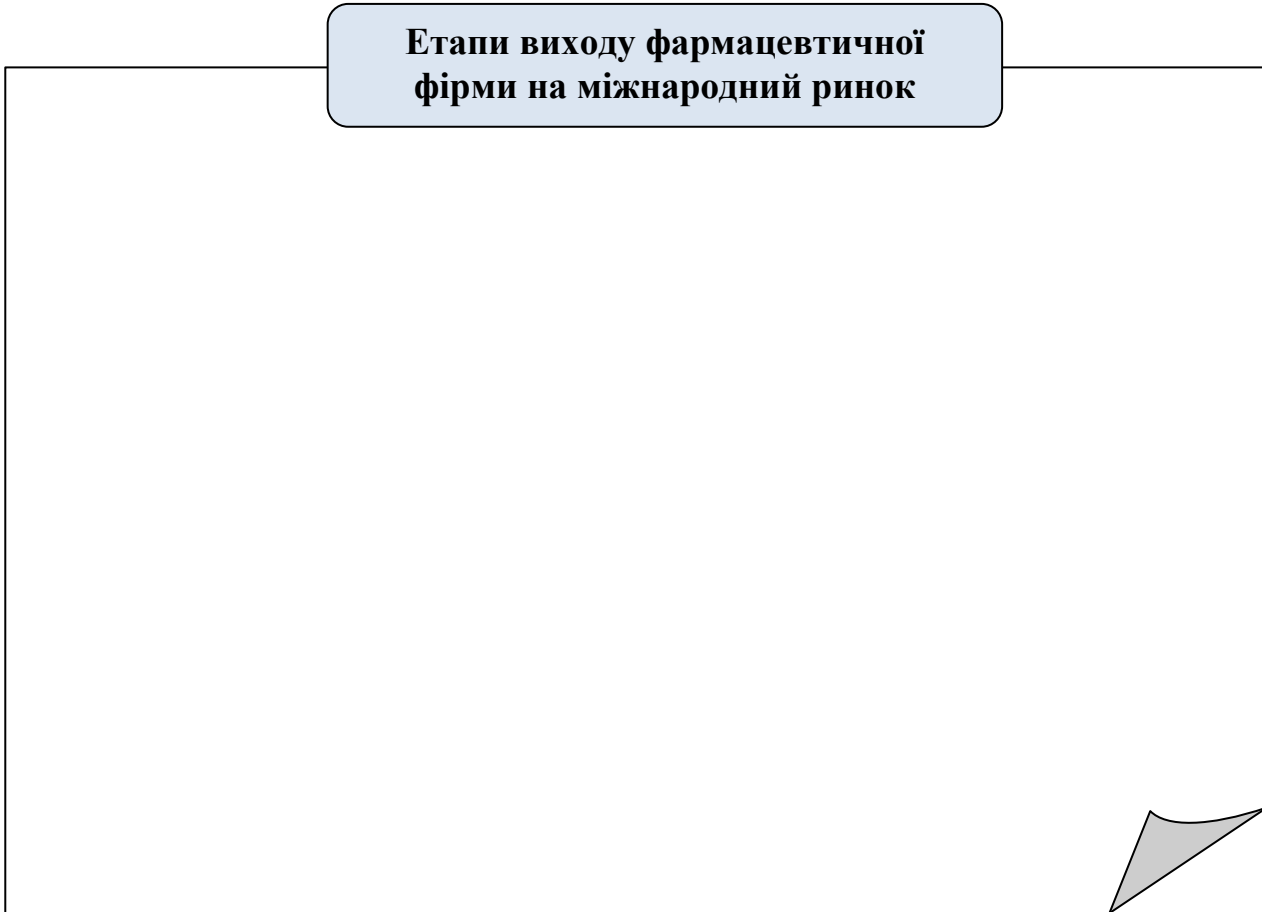 Етапи виходу фармацевтичної
фірми на міжнародний ринок